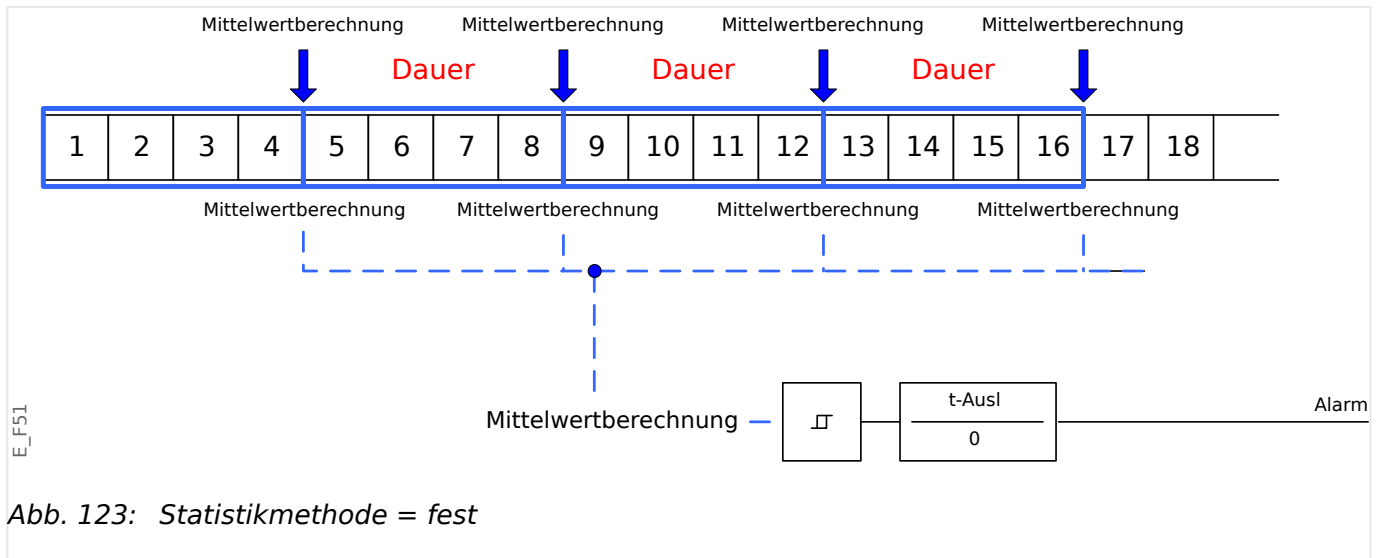 Mittelwertberechnung Mittelwertberechnung Mittelwertberechnung Mittelwertberechnung
Dauer Dauer Dauer
1 2 3 4 5 6 7 8 9 10 11 12 13 14 15 16 17 18
Mittelwertberechnung Mittelwertberechnung Mittelwertberechnung Mittelwertberechnung
t-Ausl
Alarm
Mittelwertberechnung
0
E_F51
Abb. 123: Statistikmethode = fest